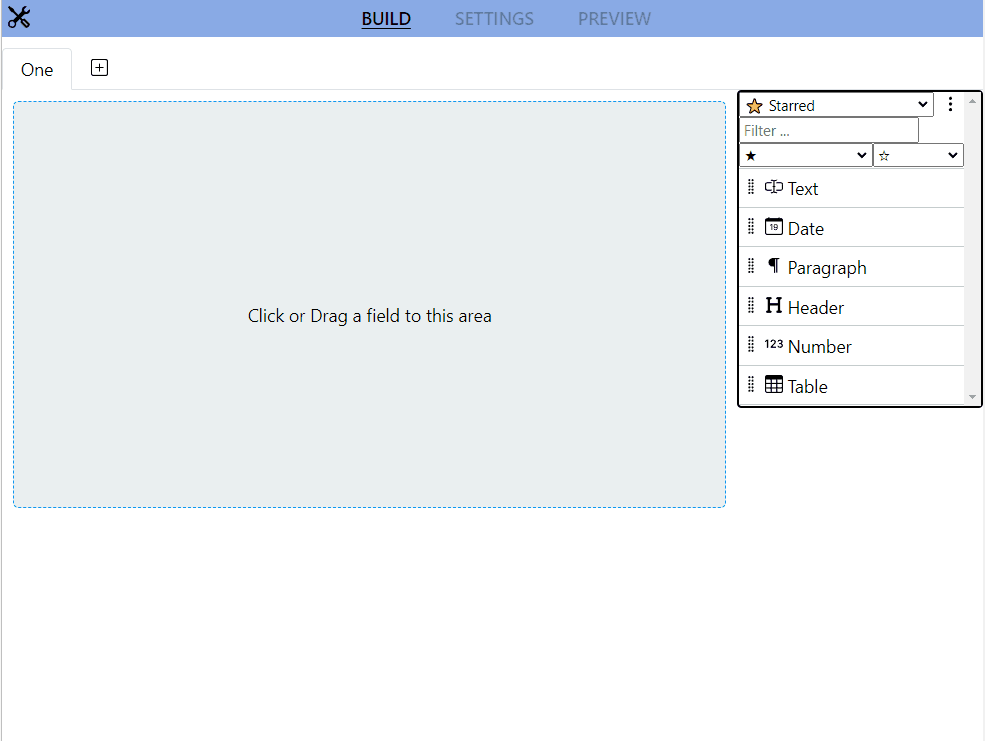 BUILD SETTINGS PREVIEW
One
Starred
Filter ...
★ ☆
Text
19 Date
¶ Paragraph
H Header
123 Number
Table
Click or Drag a field to this area